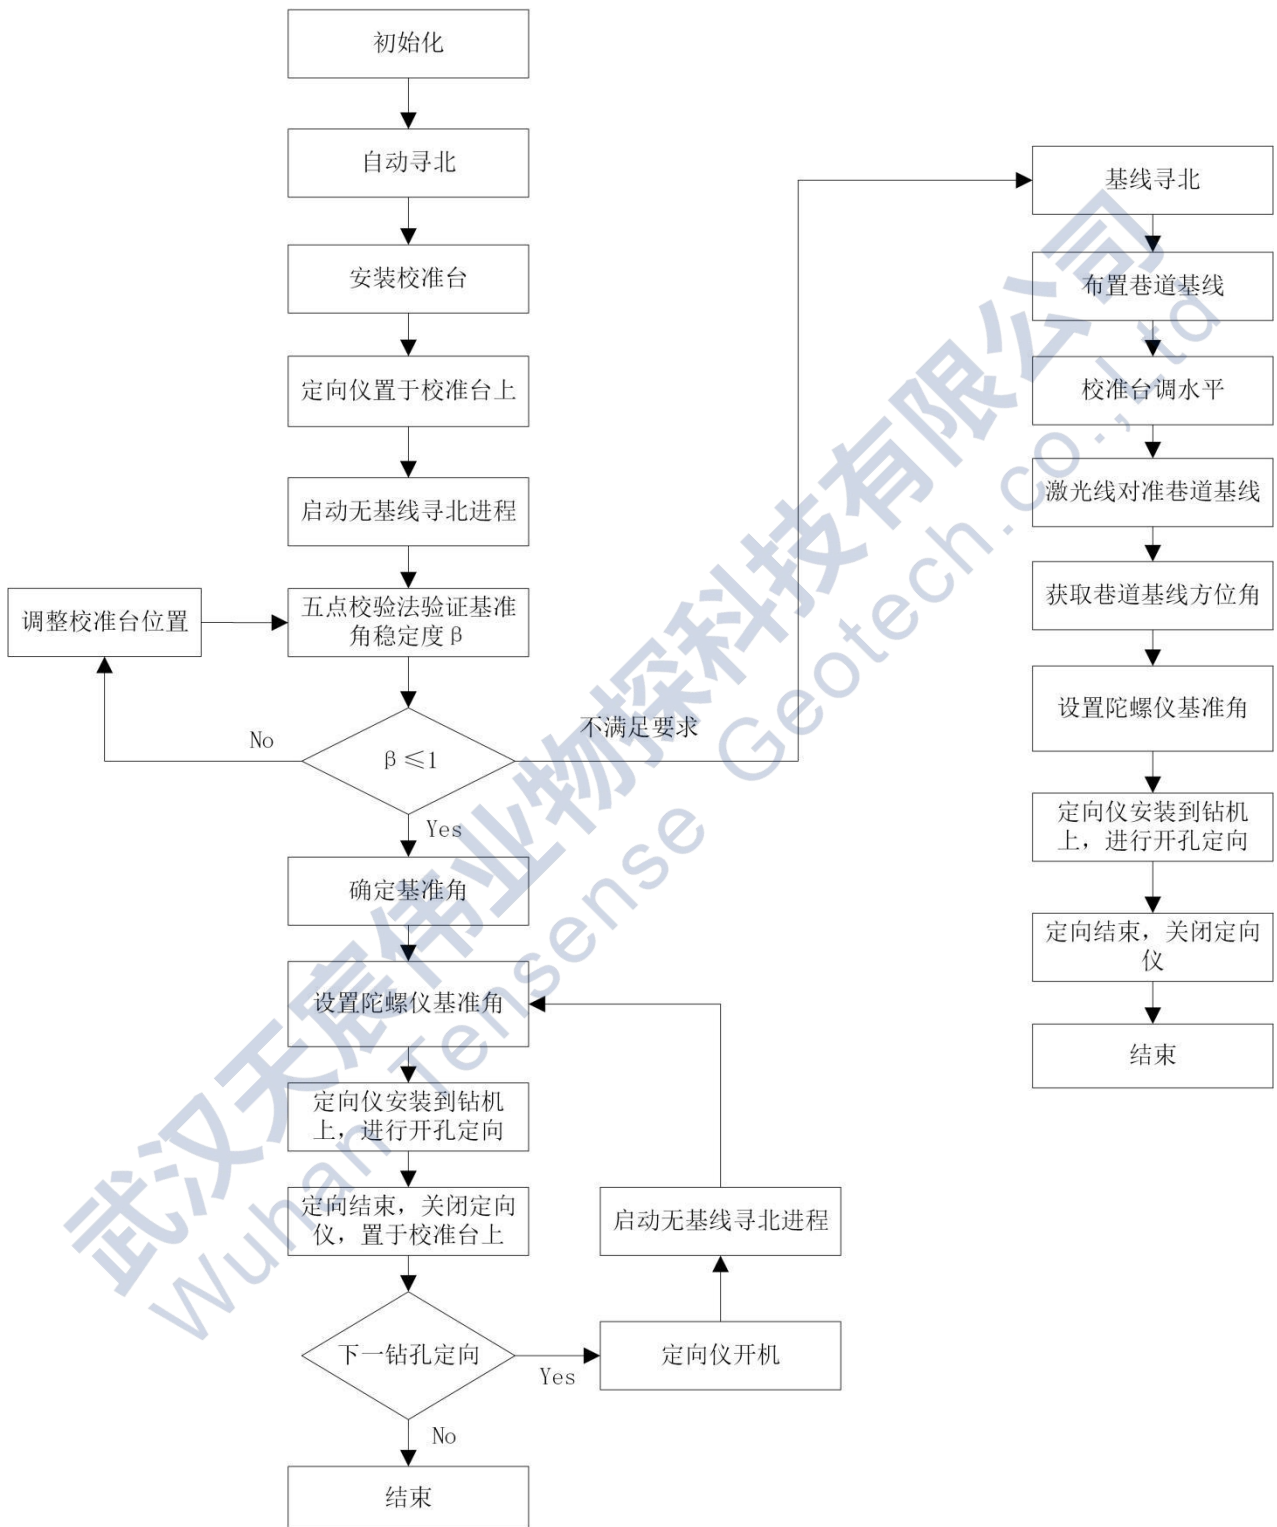 初始化
自动寻北
安装校准台
定向仪置于校准台上
启动无基线寻北进程
调整校准台位置
五点校验法验证基准
角稳定度β
No
β≤1
不满足要求
Yes
确定基准角
设置陀螺仪基准角
定向仪安装到钻机
上，进行开孔定向
定向结束，关闭定向
仪，置于校准台上
启动无基线寻北进程
下一钻孔定向
Yes
定向仪开机
No
结束
基线寻北
布置巷道基线
校准台调水平
激光线对准巷道基线
获取巷道基线方位角
设置陀螺仪基准角
定向仪安装到钻机
上，进行开孔定向
定向结束，关闭定向
仪
结束
武汉天宸伟业物探科技有限公司
Wuhan Tensense Geotech.co.,Ltd